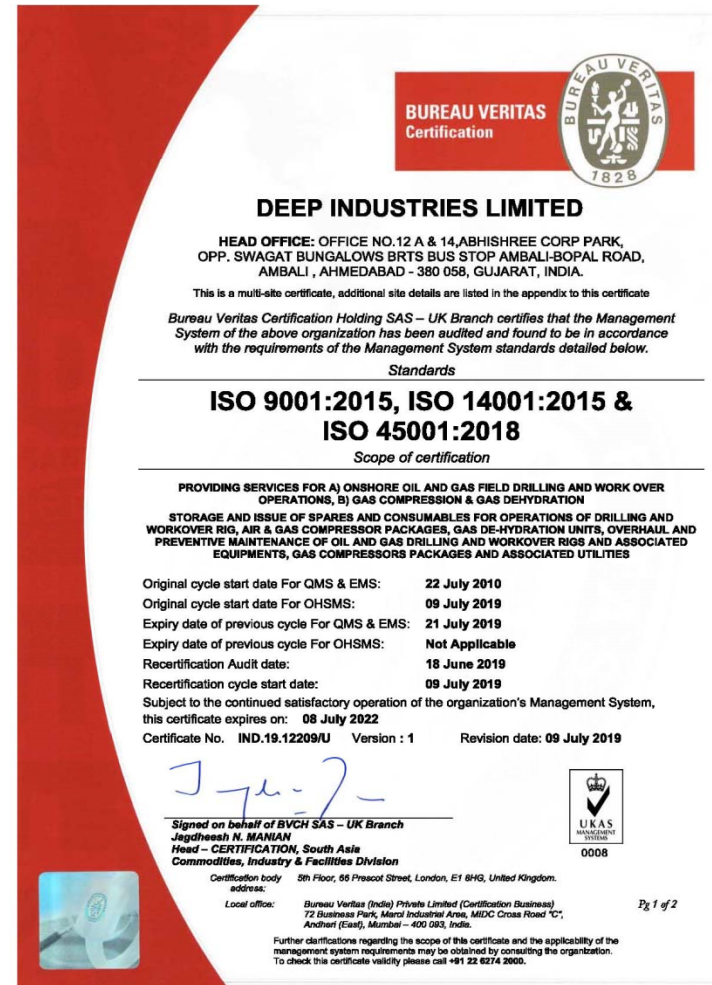 BUREAU VERITAS
Certification
BUREAU VERITAS
1828
DEEP INDUSTRIES LIMITED
HEAD OFFICE: OFFICE NO.12 A & 14,ABHISHREE CORP PARK,
OPP. SWAGAT BUNGALOWS BRTS BUS STOP AMBALI-BOPAL ROAD,
AMBALI , AHMEDABAD - 380 058, GUJARAT, INDIA.
This is a multi-site certificate, additional site details are listed in the appendix to this certificate
Bureau Veritas Certification Holding SAS – UK Branch certifies that the Management
System of the above organization has been audited and found to be in accordance
with the requirements of the Management System standards detailed below.
Standards
ISO 9001:2015, ISO 14001:2015 &
ISO 45001:2018
Scope of certification
PROVIDING SERVICES FOR A) ONSHORE OIL AND GAS FIELD DRILLING AND WORK OVER
OPERATIONS, B) GAS COMPRESSION & GAS DEHYDRATION
STORAGE AND ISSUE OF SPARES AND CONSUMABLES FOR OPERATIONS OF DRILLING AND
WORKOVER RIG, AIR & GAS COMPRESSOR PACKAGES, GAS DE-HYDRATION UNITS, OVERHAUL AND
PREVENTIVE MAINTENANCE OF OIL AND GAS DRILLING AND WORKOVER RIGS AND ASSOCIATED
EQUIPMENTS, GAS COMPRESSORS PACKAGES AND ASSOCIATED UTILITIES
Original cycle start date For QMS & EMS: 22 July 2010
Original cycle start date For OHSMS: 09 July 2019
Expiry date of previous cycle For QMS & EMS: 21 July 2019
Expiry date of previous cycle For OHSMS: Not Applicable
Recertification Audit date: 18 June 2019
Recertification cycle start date: 09 July 2019
Subject to the continued satisfactory operation of the organization's Management System,
this certificate expires on: 08 July 2022
Certificate No. IND.19.12209/U Version : 1 Revision date: 09 July 2019
Signed on behalf of BVCH SAS – UK Branch
Jagdheesh N. MANIAN
Head – CERTIFICATION, South Asia
Commodities, Industry & Facilities Division
UKAS
MANAGEMENT
SYSTEMS
0008
Certification body address: 5th Floor, 66 Prescot Street, London, E1 8HG, United Kingdom.
Local office: Bureau Veritas (India) Private Limited (Certification Business)
72 Business Park, Marol Industrial Area, MIDC Cross Road "C",
Andheri (East), Mumbai – 400 093, India.
Pg 1 of 2
Further clarifications regarding the scope of this certificate and the applicability of the
management system requirements may be obtained by consulting the organization.
To check this certificate validity please call +91 22 6274 2000.